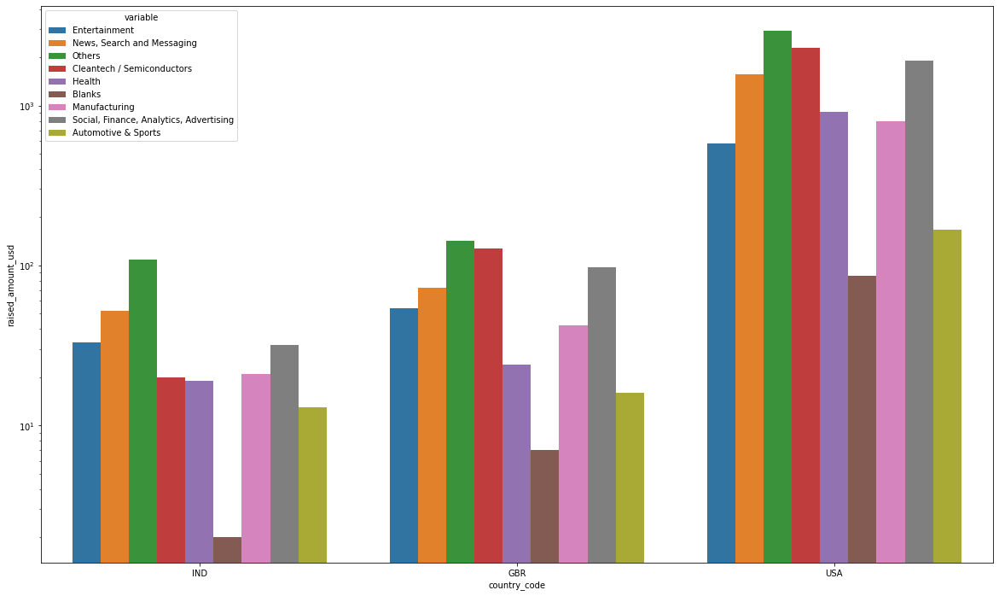 variable
Entertainment
News, Search and Messaging
Others
Cleantech / Semiconductors
Health
Blanks
Manufacturing
Social, Finance, Analytics, Advertising
Automotive & Sports
10³
10²
10¹
raised_amount_usd
IND GBR USA
country_code